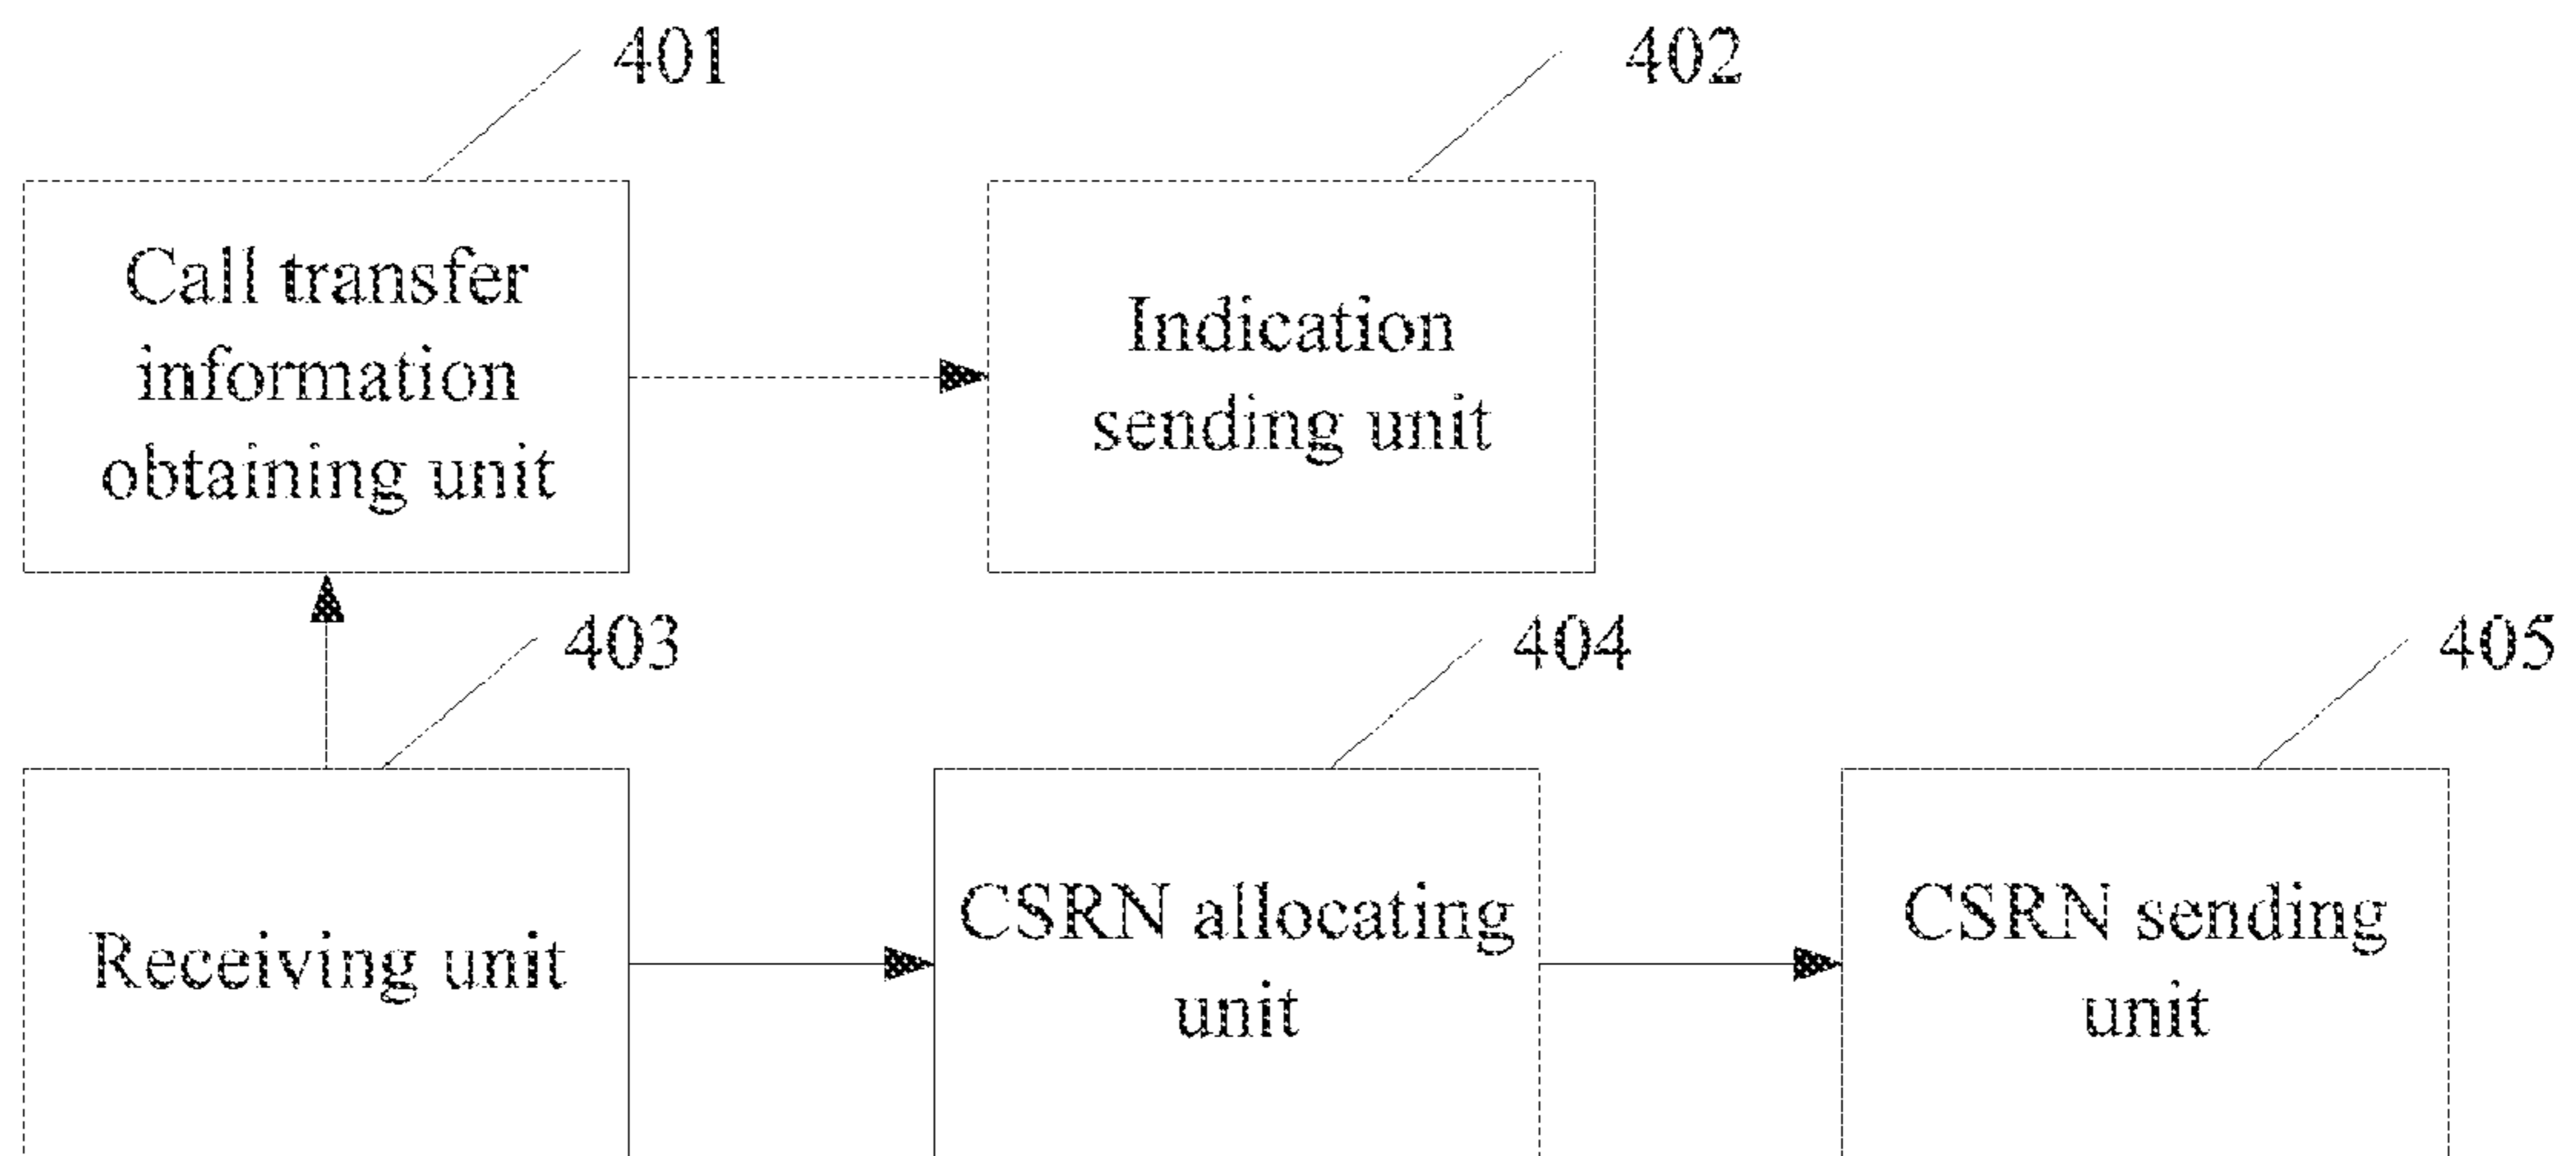 401
402
Call transfer
information
obtaining unit
Indication
sending unit
403
404
405
Receiving unit
CSRN allocating
unit
CSRN sending
unit